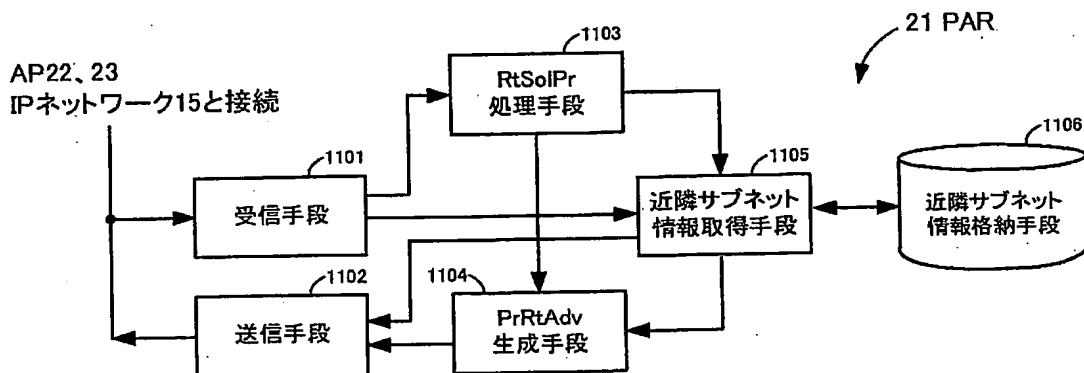 21 PAR
AP22、23
IPネットワーク15と接続
1103
RtSolPr
処理手段
1101
受信手段
1105
近隣サブネット
情報取得手段
1106
近隣サブネット
情報格納手段
1102
送信手段
1104
PrRtAdv
生成手段